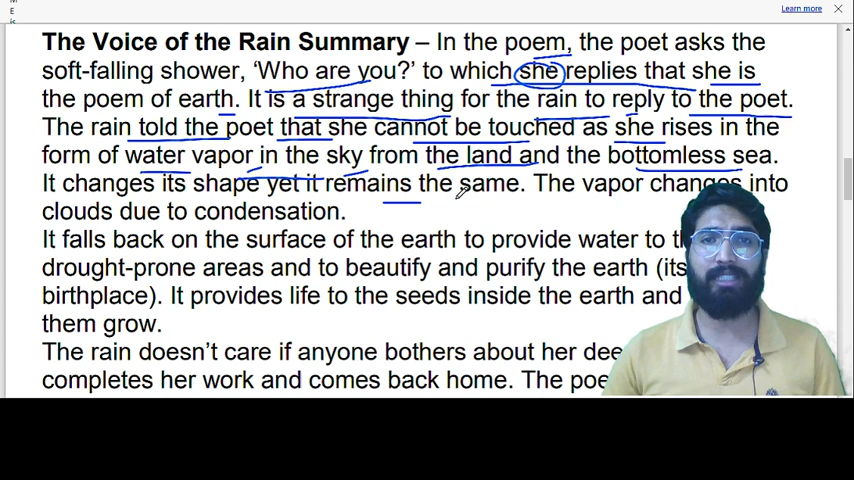 Learn more
The Voice of the Rain Summary – In the poem, the poet asks the
soft-falling shower, ‘Who are you?’ to which she replies that she is
the poem of earth. It is a strange thing for the rain to reply to the poet.
The rain told the poet that she cannot be touched as she rises in the
form of water vapor in the sky from the land and the bottomless sea.
It changes its shape yet it remains the same. The vapor changes into
clouds due to condensation.
It falls back on the surface of the earth to provide water to
drought-prone areas and to beautify and purify the earth (its
birthplace). It provides life to the seeds inside the earth and
them grow.
The rain doesn’t care if anyone bothers about her
completes her work and comes back home. The